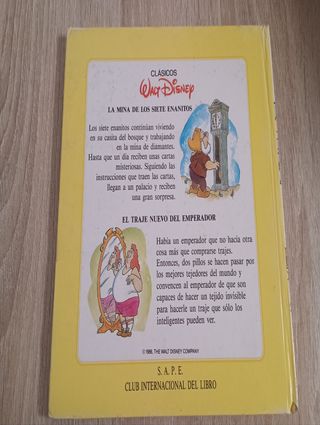 CLÁSICOS
WALT DISNEY
LA MINA DE LOS SIETE ENANITOS
Los siete enanitos continúan viviendo
en su casita del bosque y trabajando
en la mina de diamantes.
Hasta que un día reciben unas cartas
misteriosas. Siguiendo las
instrucciones que traen las cartas,
llegan a un palacio y reciben
una gran sorpresa.
EL TRAJE NUEVO DEL EMPERADOR
Había un emperador que no hacía otra
cosa más que comprarse trajes.
Entonces, dos pillos se hacen pasar por
los mejores tejedores del mundo y
convencen al emperador de que son
capaces de hacer un tejido invisible
para hacerle un traje que sólo los
inteligentes pueden ver.
© 1986, THE WALT DISNEY COMPANY
S. A. P. E.
CLUB INTERNACIONAL DEL LIBRO